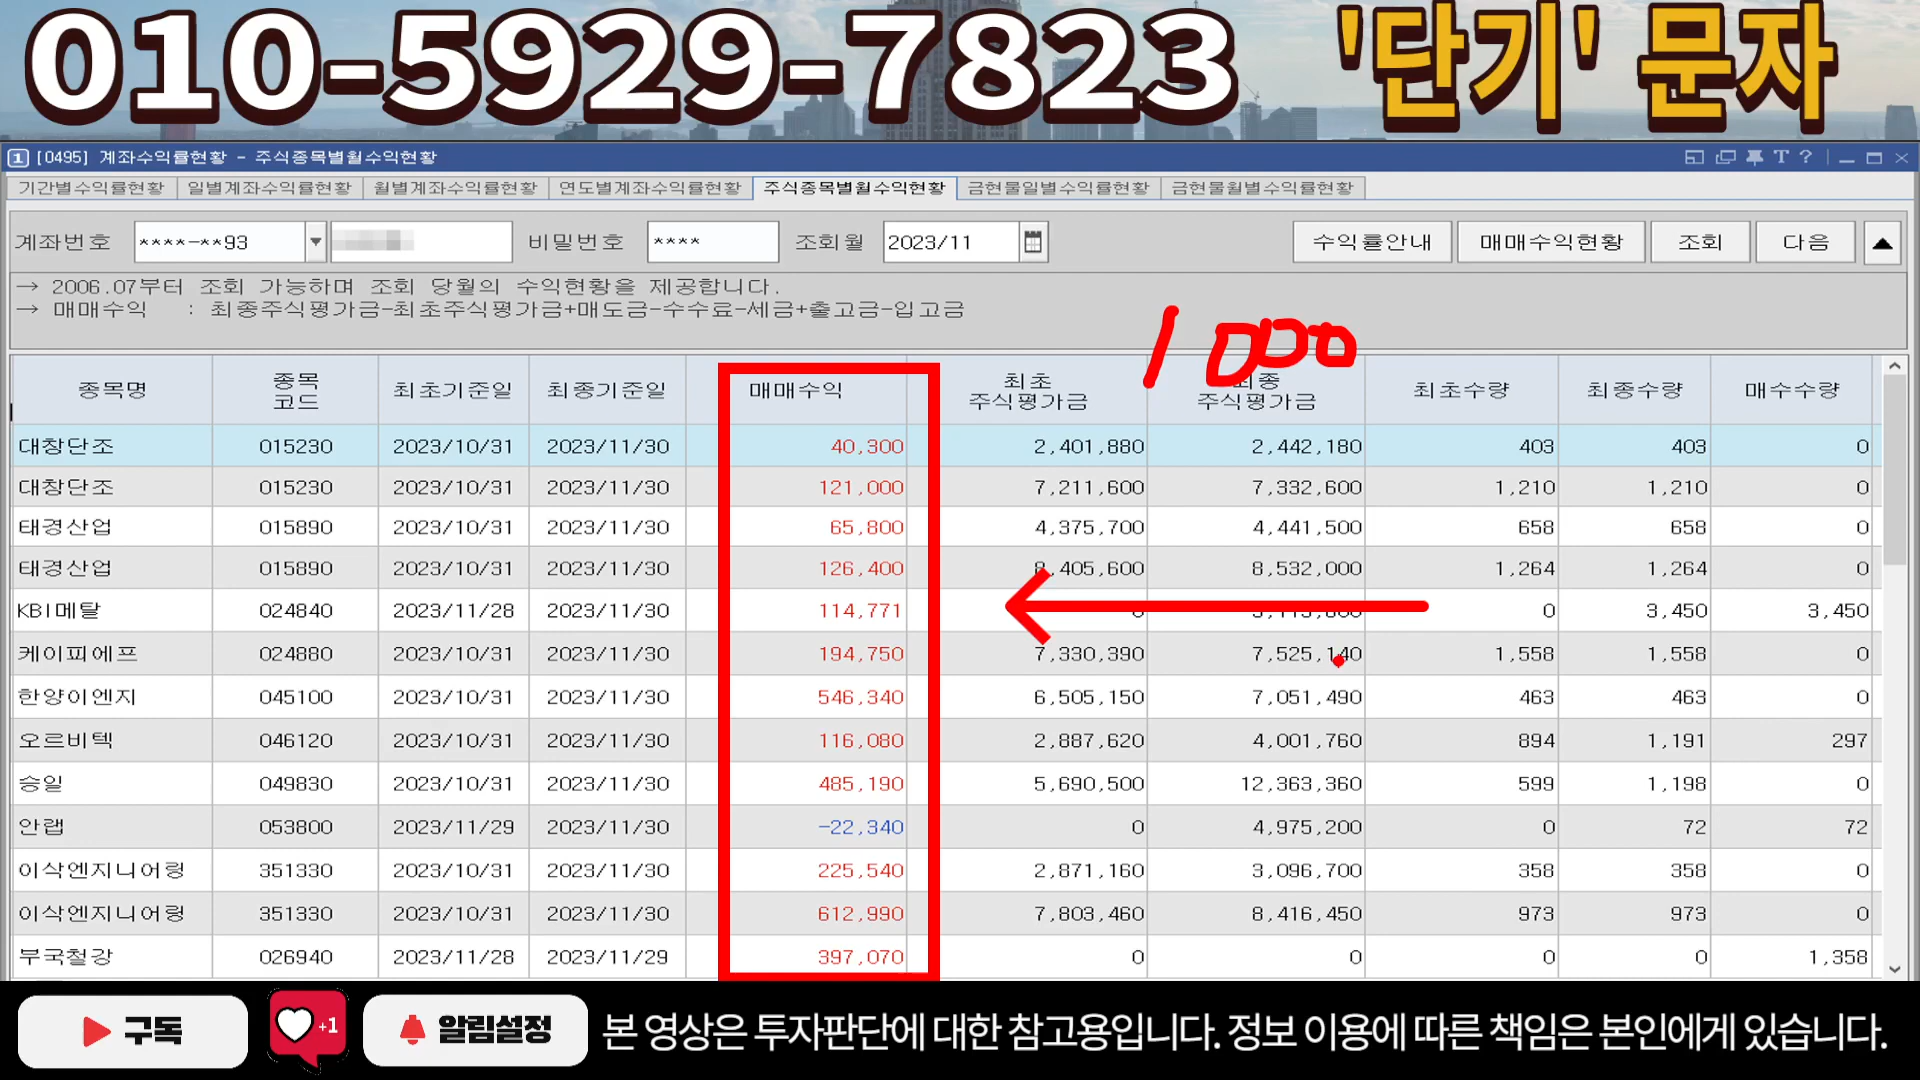 010-5929-7823 '단기' 문자
1 [0495] 계좌수익률현황 - 주식종목별월수익현황
기간별수익률현황 일별계좌수익률현황 월별계좌수익률현황 연도별계좌수익률현황 주식종목별월수익현황 금현물일별수익률현황 금현물월별수익률현황
계좌번호 ****-**93 비밀번호 **** 조회월 2023/11 수익률안내 매매수익현황 조회 다음
→ 2006.07부터 조회 가능하며 조회 당월의 수익현황을 제공합니다.
→ 매매수익 : 최종주식평가금-최초주식평가금+매도금-수수료-세금+출고금-입고금
1000
종목명 종목코드 최초기준일 최종기준일 매매수익 최초주식평가금 최종주식평가금 최초수량 최종수량 매수수량
대창단조 015230 2023/10/31 2023/11/30 40,300 2,401,880 2,442,180 403 403 0
대창단조 015230 2023/10/31 2023/11/30 121,000 7,211,600 7,332,600 1,210 1,210 0
태경산업 015890 2023/10/31 2023/11/30 65,800 4,375,700 4,441,500 658 658 0
태경산업 015890 2023/10/31 2023/11/30 126,400 8,405,600 8,532,000 1,264 1,264 0
KBI메탈 024840 2023/11/28 2023/11/30 114,771 0 0 3,450 3,450
케이피에프 024880 2023/10/31 2023/11/30 194,750 7,330,390 7,525,140 1,558 1,558 0
한양이엔지 045100 2023/10/31 2023/11/30 546,340 6,505,150 7,051,490 463 463 0
오르비텍 046120 2023/10/31 2023/11/30 116,080 2,887,620 4,001,760 894 1,191 297
승일 049830 2023/10/31 2023/11/30 485,190 5,690,500 12,363,360 599 1,198 0
안랩 053800 2023/11/29 2023/11/30 -22,340 0 4,975,200 0 72 72
이삭엔지니어링 351330 2023/10/31 2023/11/30 225,540 2,871,160 3,096,700 358 358 0
이삭엔지니어링 351330 2023/10/31 2023/11/30 612,990 7,803,460 8,416,450 973 973 0
부국철강 026940 2023/11/28 2023/11/29 397,070 0 0 0 0 1,358
구독 +1 알림설정 본 영상은 투자판단에 대한 참고용입니다. 정보 이용에 따른 책임은 본인에게 있습니다.